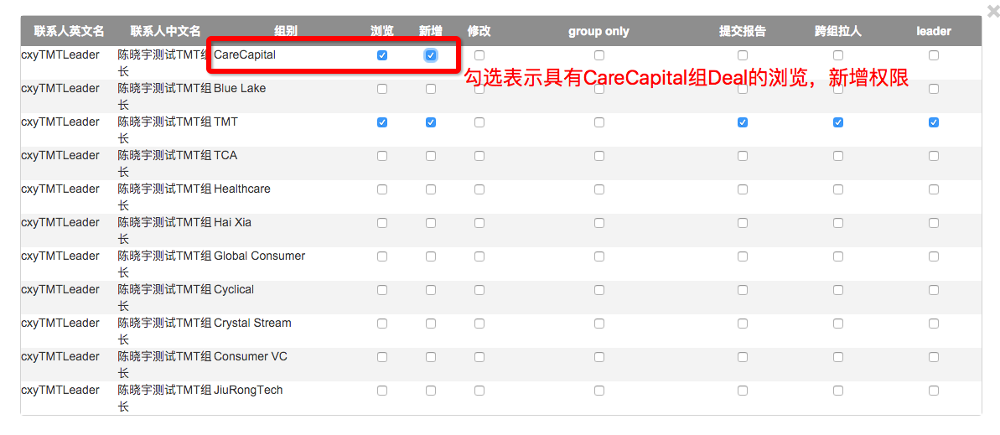 联系人英文名 联系人中文名 组别 浏览 新增 修改 group only 提交报告 跨组拉人 leader
cxyTMTLeader 陈晓宇测试TMT组长 CareCapital
勾选表示具有CareCapital组Deal的浏览，新增权限
cxyTMTLeader 陈晓宇测试TMT组长 Blue Lake
cxyTMTLeader 陈晓宇测试TMT组长 TMT
cxyTMTLeader 陈晓宇测试TMT组长 TCA
cxyTMTLeader 陈晓宇测试TMT组长 Healthcare
cxyTMTLeader 陈晓宇测试TMT组长 Hai Xia
cxyTMTLeader 陈晓宇测试TMT组长 Global Consumer
cxyTMTLeader 陈晓宇测试TMT组长 Cyclical
cxyTMTLeader 陈晓宇测试TMT组长 Crystal Stream
cxyTMTLeader 陈晓宇测试TMT组长 Consumer VC
cxyTMTLeader 陈晓宇测试TMT组长 JiuRongTech